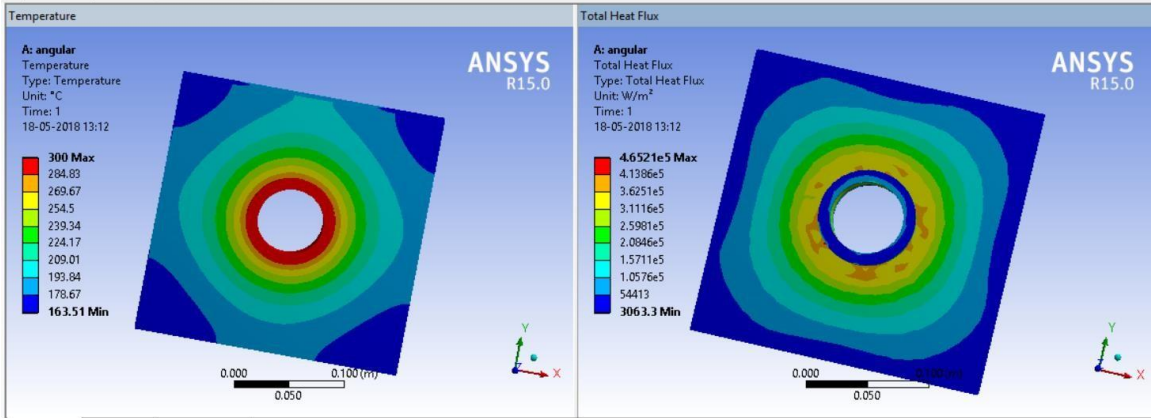 Temperature
A: angular
Temperature
Type: Temperature
Unit: °C
Time: 1
18-05-2018 13:12
300 Max
284.83
269.67
254.5
239.34
224.17
209.01
193.84
178.67
163.51 Min
ANSYS
R15.0
0.000
0.100 (m)
0.050
Y
X
Total Heat Flux
A: angular
Total Heat Flux
Type: Total Heat Flux
Unit: W/m²
Time: 1
18-05-2018 13:12
4.6521e5 Max
4.1386e5
3.6251e5
3.1116e5
2.5981e5
2.0846e5
1.5711e5
1.0576e5
54413
3063.3 Min
ANSYS
R15.0
0.000
0.100 (m)
0.050
Y
X